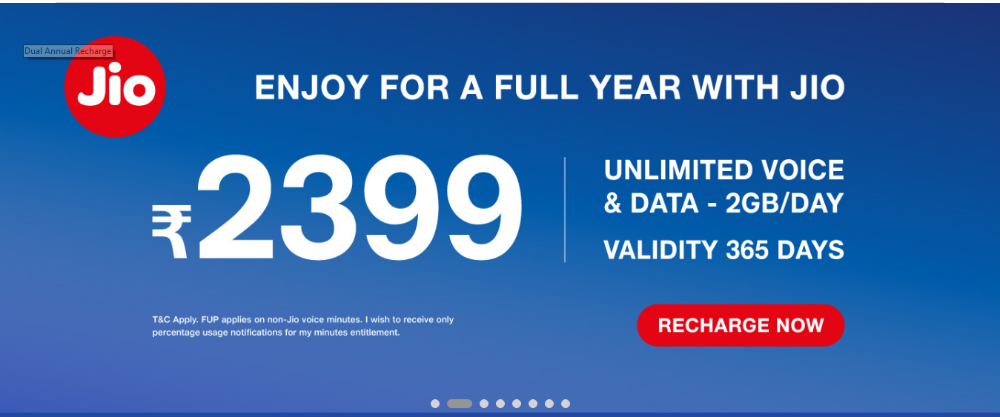 Dual Annual Recharge
Jio
ENJOY FOR A FULL YEAR WITH JIO
₹2399
UNLIMITED VOICE
& DATA - 2GB/DAY
VALIDITY 365 DAYS
T&C Apply. FUP applies on non-Jio voice minutes. I wish to receive only
percentage usage notifications for my minutes entitlement.
RECHARGE NOW